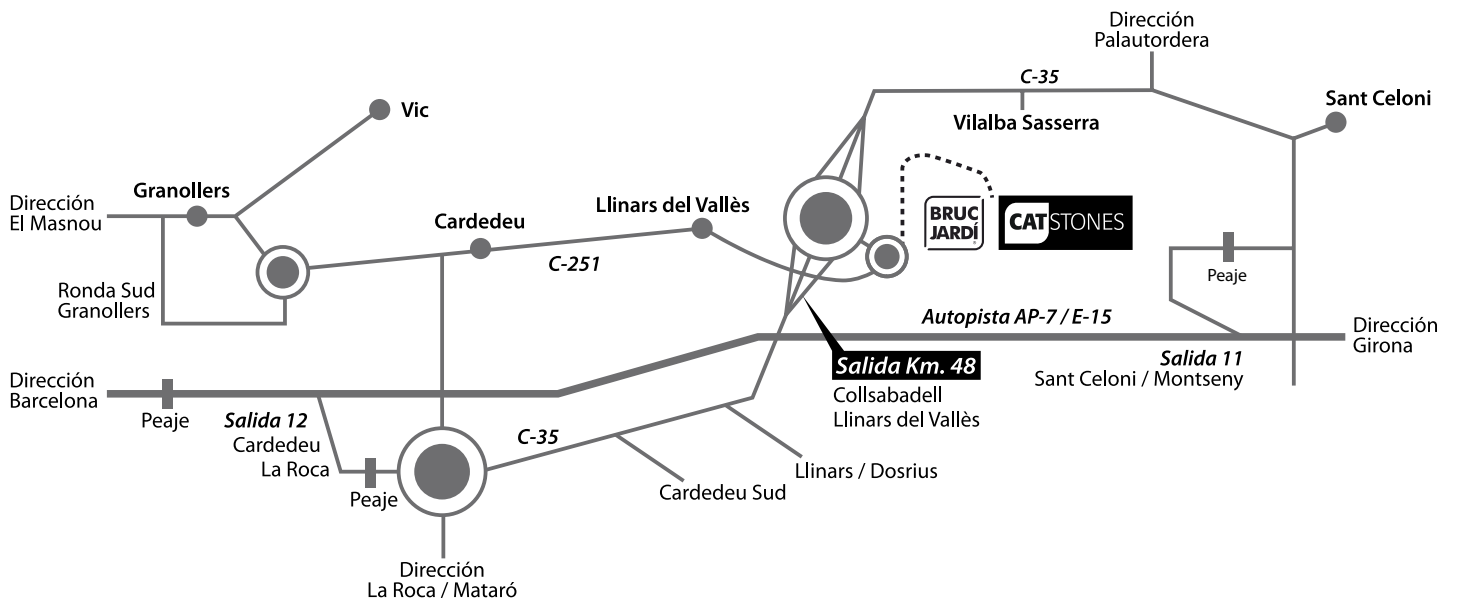 Dirección
Palautordera
C-35
Sant Celoni
Vic
Vilalba Sasserra
Granollers
Dirección
El Masnou
Llinars del Vallès
Cardedeu
BRUC
JARDÍ
CATSTONES
C-251
Peaje
Ronda Sud
Granollers
Autopista AP-7 / E-15
Dirección
Girona
Salida 11
Sant Celoni / Montseny
Salida Km. 48
Collsabadell
Llinars del Vallès
Dirección
Barcelona
Peaje
Salida 12
Cardedeu
La Roca
C-35
Peaje
Llinars / Dosrius
Cardedeu Sud
Dirección
La Roca / Mataró